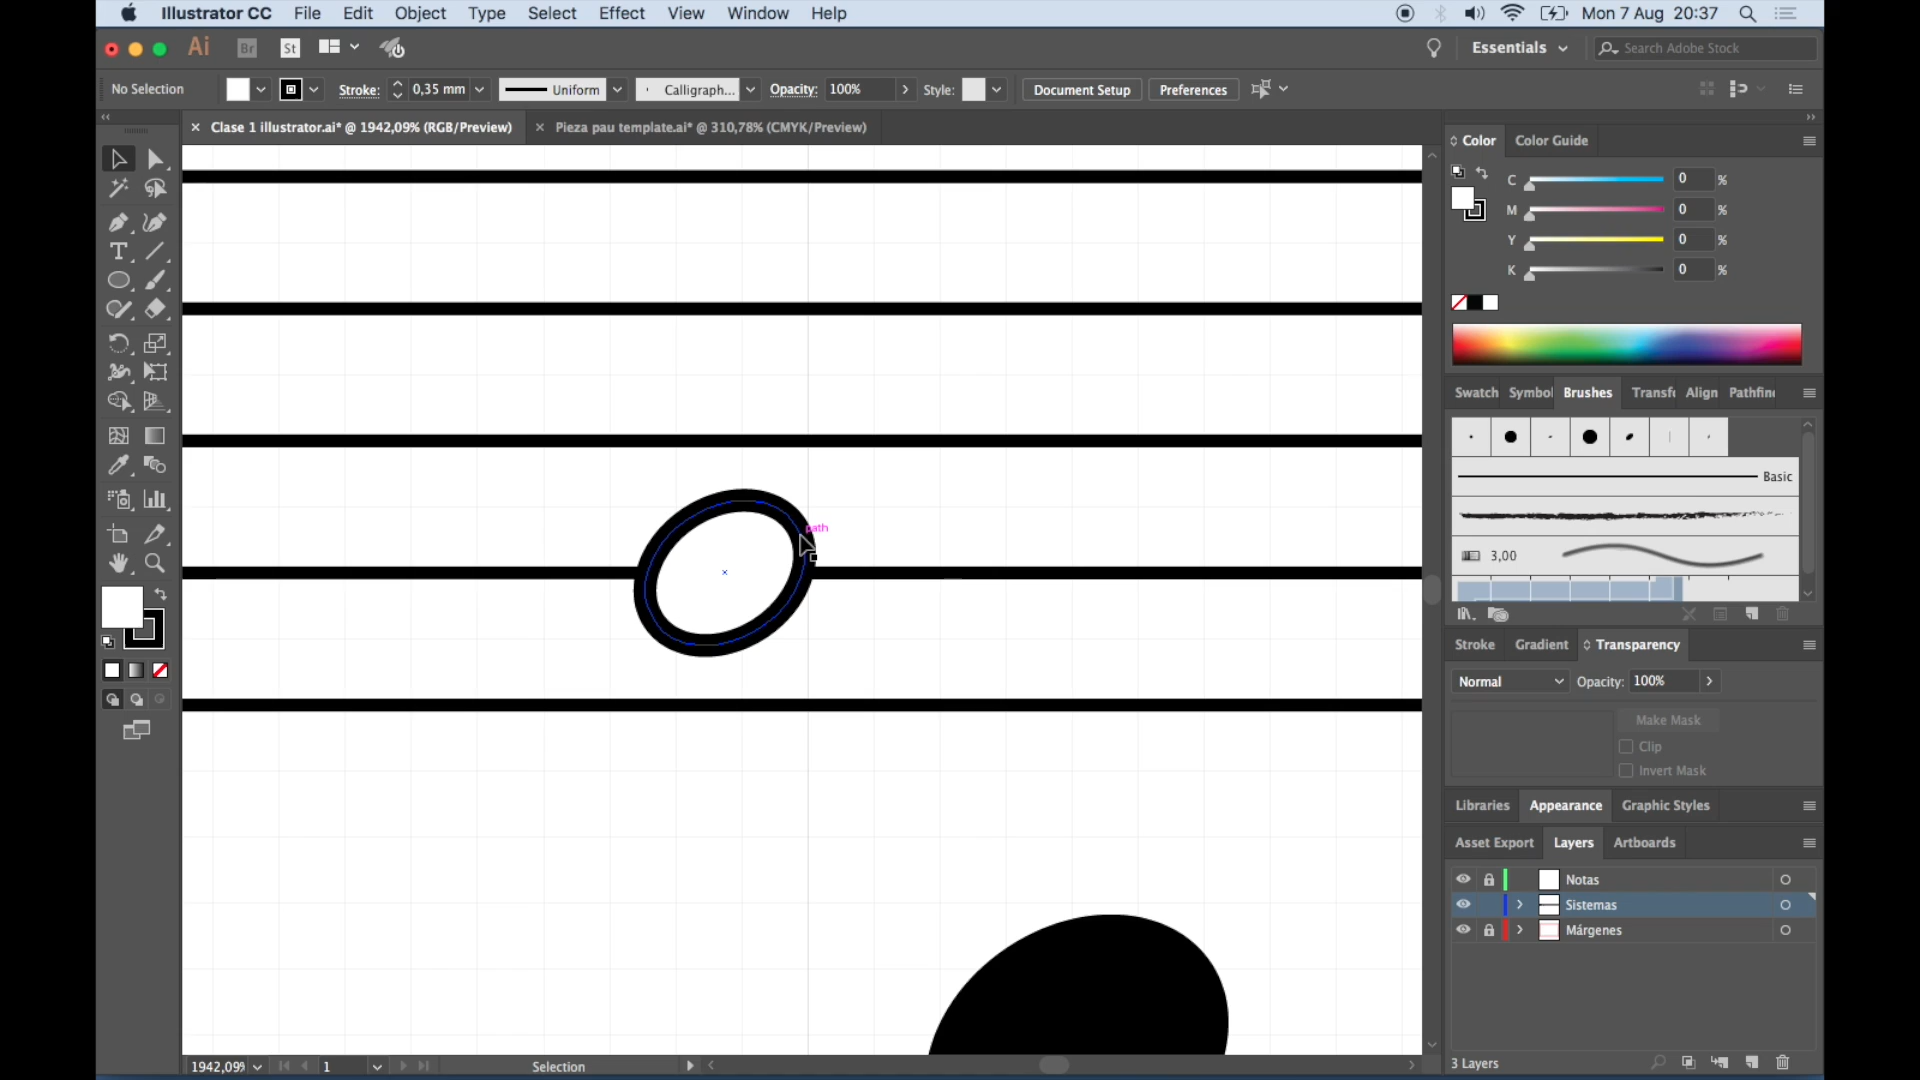 Illustrator CC File Edit Object Type Select Effect View Window Help Mon 7 Aug 20:37
Ai Br St Essentials Search Adobe Stock
No Selection Stroke: 0,35 mm Uniform Calligraph... Opacity: 100% Style: Document Setup Preferences
Clase 1 illustrator.ai* @ 1942,09% (RGB/Preview) Pieza pau template.ai* @ 310,78% (CMYK/Preview)
Color Color Guide
C 0 %
M 0 %
Y 0 %
K 0 %
Swatch Symbol Brushes Transf Align Pathfin
Basic
path
3,00
Stroke Gradient Transparency
Normal Opacity: 100%
Make Mask
Clip
Invert Mask
Libraries Appearance Graphic Styles
Asset Export Layers Artboards
Notas
Sistemas
Márgenes
1942,09% 1 Selection 3 Layers